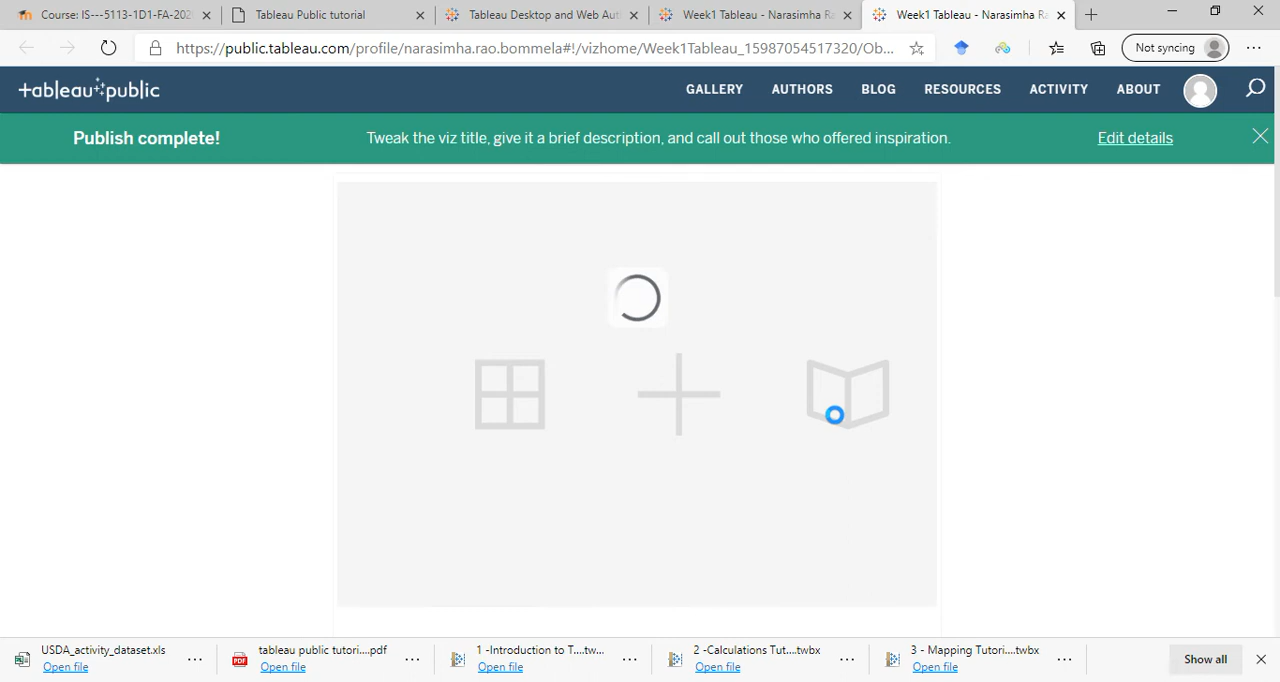 Course: IS---5113-1D1-FA-202
Tableau Public tutorial
Tableau Desktop and Web Aut
Week1 Tableau - Narasimha Ra
Week1 Tableau - Narasimha Ra
https://public.tableau.com/profile/narasimha.rao.bommela#!/vizhome/Week1Tableau_15987054517320/Ob...
Not syncing
+ableau public
GALLERY
AUTHORS
BLOG
RESOURCES
ACTIVITY
ABOUT
Publish complete!
Tweak the viz title, give it a brief description, and call out those who offered inspiration.
Edit details
USDA_activity_dataset.xls
Open file
tableau public tutori....pdf
Open file
1 -Introduction to T....tw...
Open file
2 -Calculations Tut....twbx
Open file
3 - Mapping Tutori....twbx
Open file
Show all